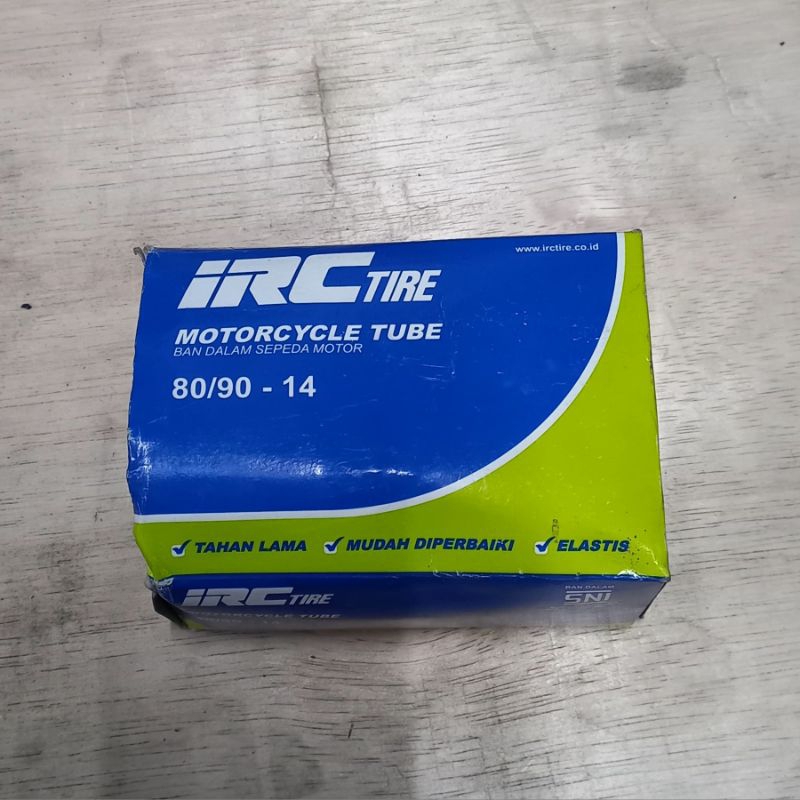 iRC TIRE
www.irctire.co.id
MOTORCYCLE TUBE
BAN DALAM SEPEDA MOTOR
80/90 - 14
TAHAN LAMA MUDAH DIPERBAIKI ELASTIS
iRC TIRE
BAN DALAM
SNI
MOTORCYCLE TUBE